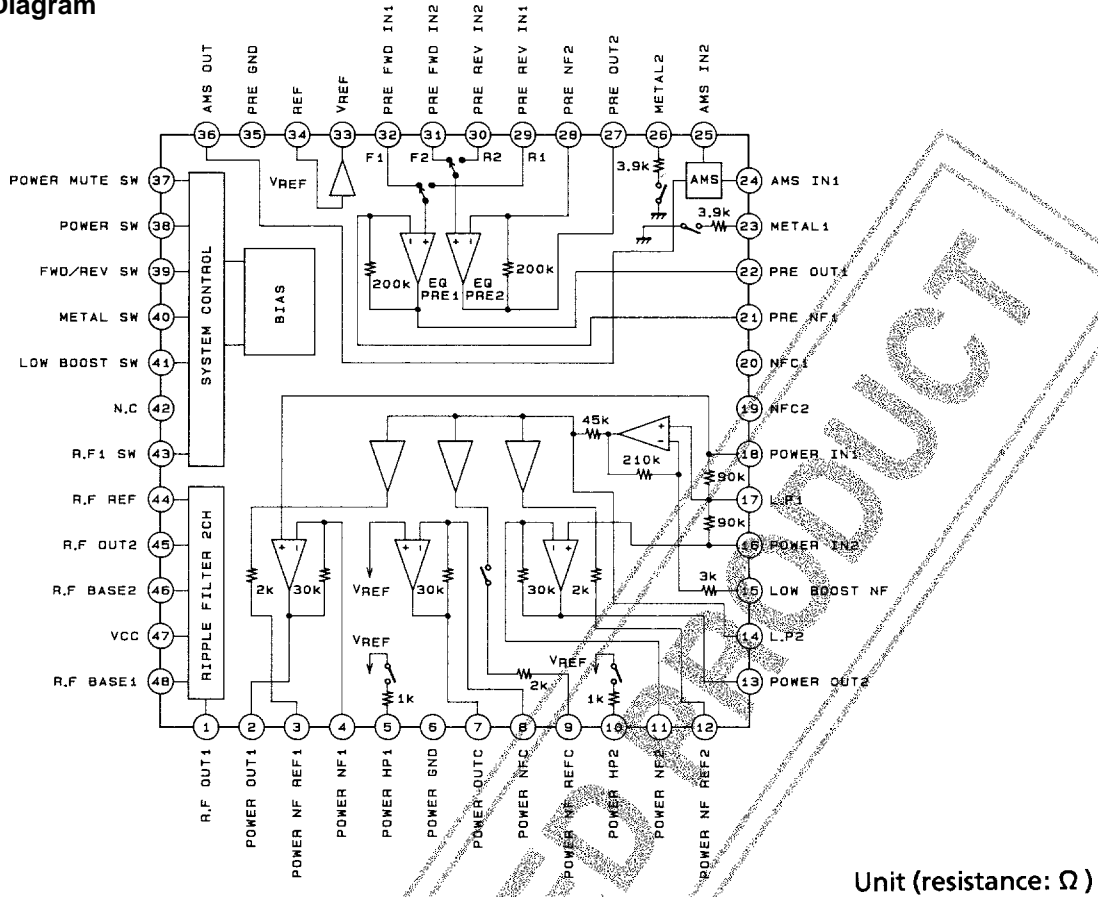 Diagram
AMS OUT
PRE GND
REF
VREF
PRE FWD IN1
PRE FWD IN2
PRE REV IN2
PRE REV IN1
PRE NF2
PRE OUT2
METAL2
AMS IN2
36 35 34 33 32 31 30 29 28 27 26 25
F1 F2 R2 R1
VREF
3.9k
AMS
3.9k
200k
EQ PRE1
EQ PRE2
200k
POWER MUTE SW 37
POWER SW 38
FWD/REV SW 39
METAL SW 40
LOW BOOST SW 41
N.C 42
R.F1 SW 43
R.F REF 44
R.F OUT2 45
R.F BASE2 46
VCC 47
R.F BASE1 48
SYSTEM CONTROL
BIAS
RIPPLE FILTER 2CH
24 AMS IN1
23 METAL1
22 PRE OUT1
21 PRE NF1
20 NFC1
19 NFC2
18 POWER IN1
17 L.P1
16 POWER IN2
15 LOW BOOST NF
14 L.P2
13 POWER OUT2
45k
210k
90k
90k
3k
2k
30k
VREF
30k
30k
2k
VREF
1k
2k
VREF
1k
1 2 3 4 5 6 7 8 9 10 11 12
R.F OUT1
POWER OUT1
POWER NF REF1
POWER NF1
POWER HP1
POWER GND
POWER OUTC
POWER NFC
POWER NF REFC
POWER HP2
POWER NF2
POWER NF REF2
ED PRODUCT
Unit (resistance: Ω)